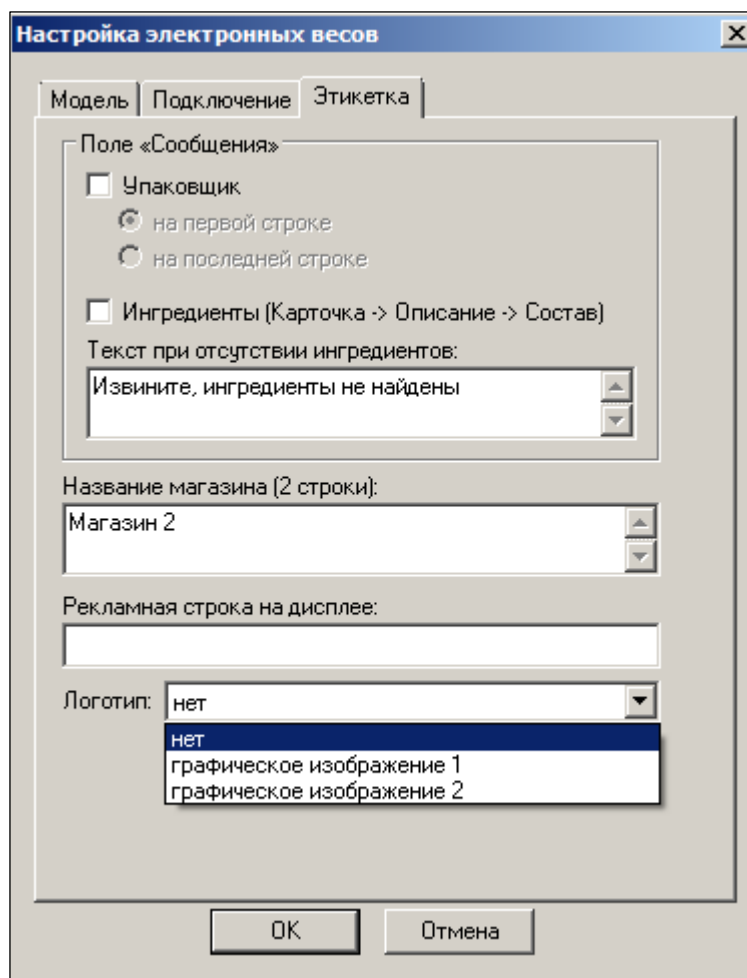 Настройка электронных весов
Модель Подключение Этикетка
Поле «Сообщения»
Упаковщик
на первой строке
на последней строке
Ингредиенты (Карточка -> Описание -> Состав)
Текст при отсутствии ингредиентов:
Извините, ингредиенты не найдены
Название магазина (2 строки):
Магазин 2
Рекламная строка на дисплее:
Логотип: нет
нет
графическое изображение 1
графическое изображение 2
OK Отмена